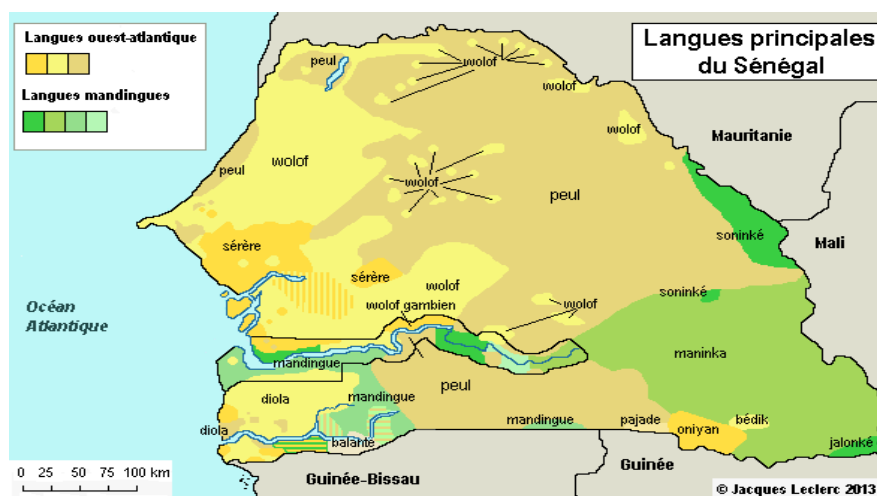 Langues ouest-atlantique
Langues mandingues
Langues principales
du Sénégal
peul
wolof
wolof
Mauritanie
wolof
wolof
peul
wolof
peul
soninké
Mali
sérère
sérère
wolof
soninké
Océan
Atlantique
wolof gambien
wolof
maninka
mandingue
peul
diola
mandingue
diola
mandingue
pajade
oniyan
bédik
balante
jalonké
0 25 50 75 100 km
Guinée-Bissau
Guinée
© Jacques Leclerc 2013